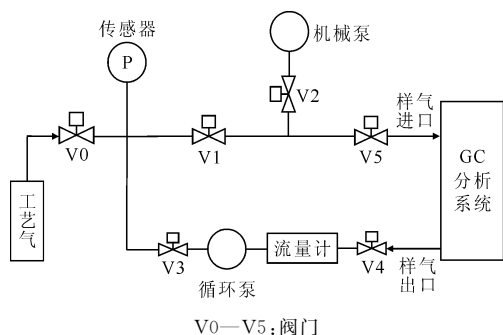 传感器
P
机械泵
V2
V0
V1
V5
样气
进口
GC
分析
系统
工艺气
V3
循环泵
流量计
V4
样气
出口
V0—V5:阀门